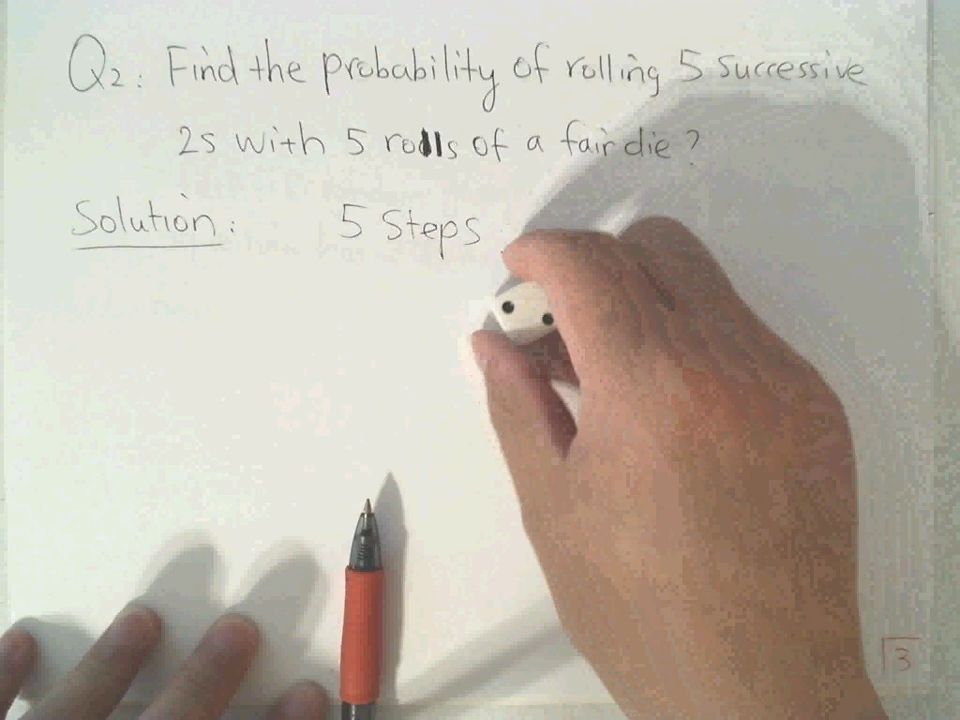 Q2: Find the probability of rolling 5 successive
2s with 5 rolls of a fair die?
Solution: 5 Steps
3